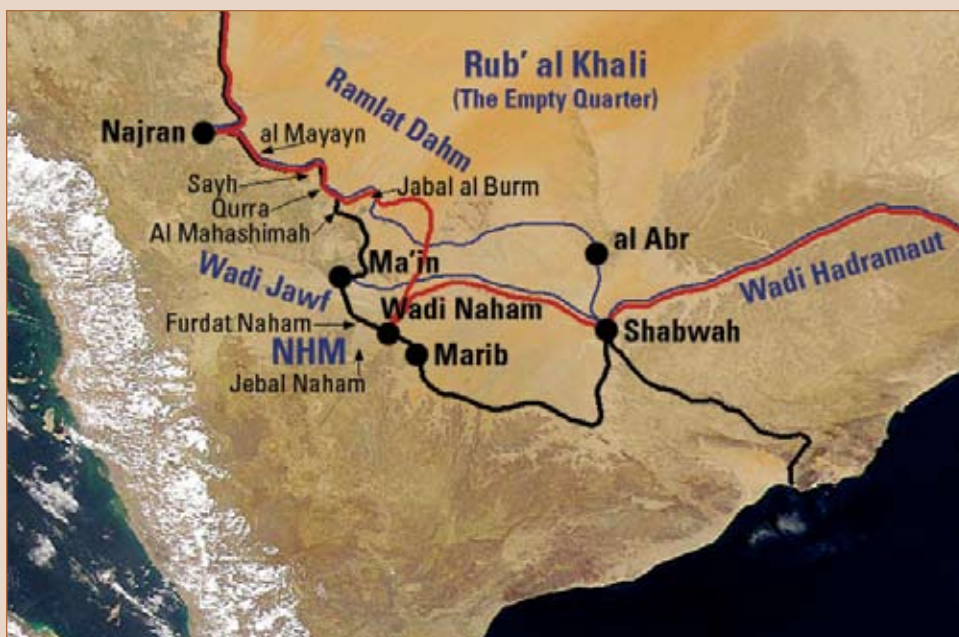 Rub' al Khali
(The Empty Quarter)
Ramlat Dahm
Najran
al Mayayn
Sayh
Qurra
Al Mahashimah
Jabal al Burm
al Abr
Ma'in
Wadi Jawf
Wadi Hadramaut
Wadi Naham
Furdat Naham
Shabwah
NHM
Marib
Jebal Naham